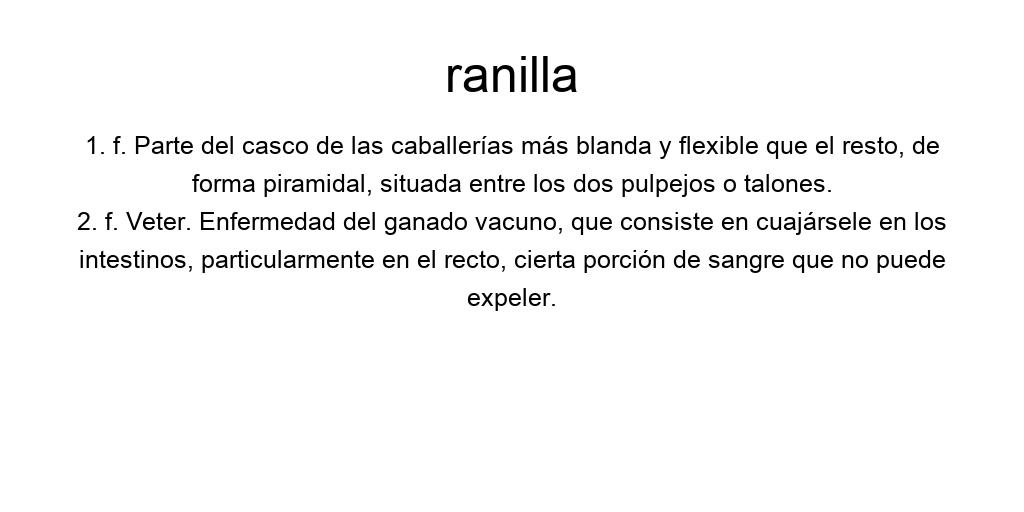 ranilla
1. f. Parte del casco de las caballerías más blanda y flexible que el resto, de
forma piramidal, situada entre los dos pulpejos o talones.
2. f. Veter. Enfermedad del ganado vacuno, que consiste en cuajársele en los
intestinos, particularmente en el recto, cierta porción de sangre que no puede
expeler.